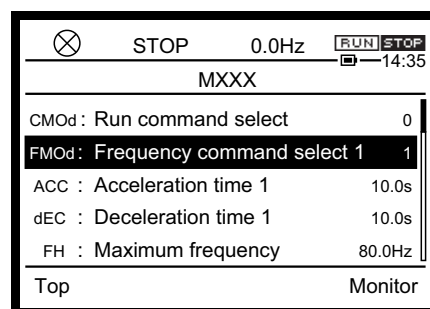 STOP 0.0Hz RUN STOP
14:35
MXXX
CMOd : Run command select 0
FMOd : Frequency command select 1 1
ACC : Acceleration time 1 10.0s
dEC : Deceleration time 1 10.0s
FH : Maximum frequency 80.0Hz
Top Monitor